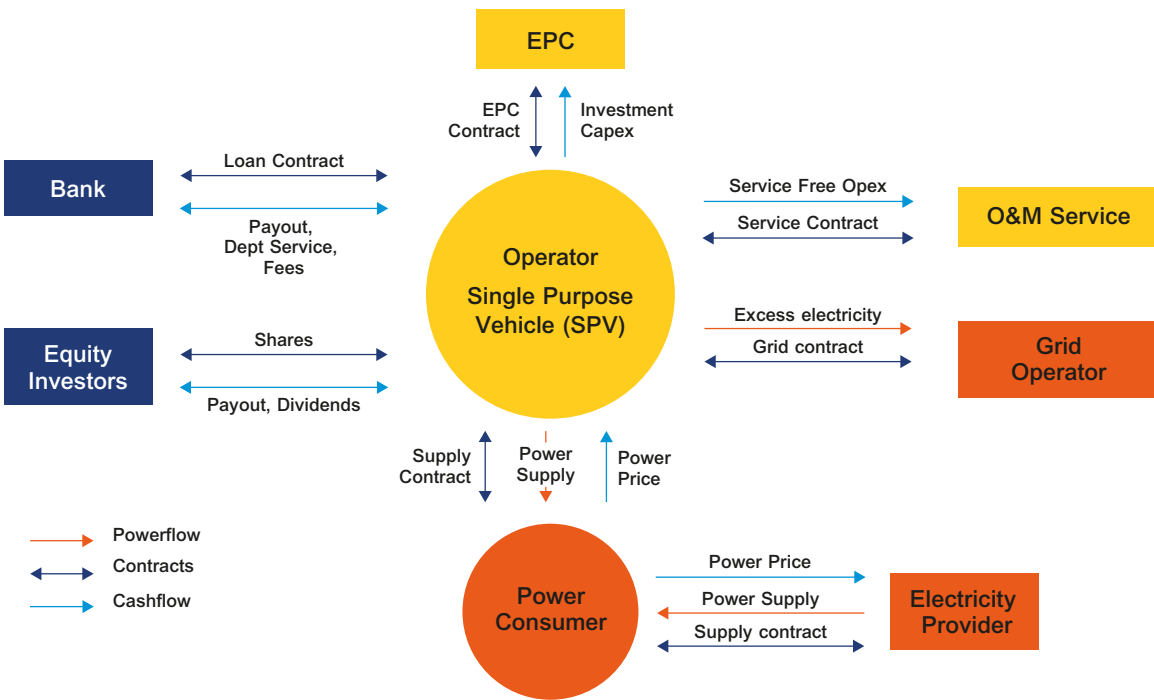 EPC
EPC
Contract
Investment
Capex
Bank
Loan Contract
Payout,
Dept Service,
Fees
Operator
Single Purpose
Vehicle (SPV)
Service Free Opex
Service Contract
O&M Service
Equity
Investors
Shares
Payout, Dividends
Excess electricity
Grid contract
Grid
Operator
Supply
Contract
Power
Supply
Power
Price
Powerflow
Contracts
Cashflow
Power
Consumer
Power Price
Power Supply
Supply contract
Electricity
Provider